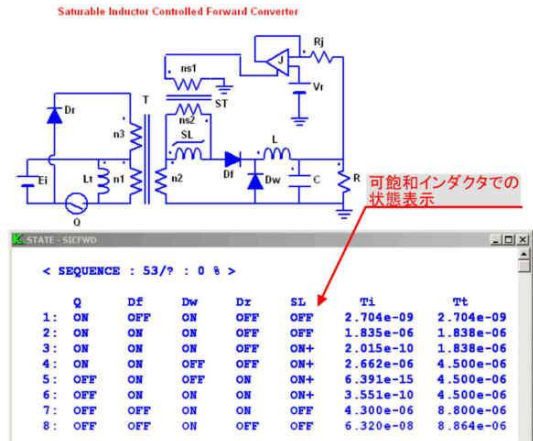 Saturable Inductor Controlled Forward Converter
Rj
J
ns1
Vr
T
ST
Dr
ns2
n3
SL
L
Ei
Lt
n1
n2
Df
Dw
C
R
Q
可飽和インダクタでの
状態表示
STATE - SICFWD
< SEQUENCE : 53/? : 0 % >
Q Df Dw Dr SL Ti Tt
1: ON OFF ON OFF OFF 2.704e-09 2.704e-09
2: ON ON ON OFF OFF 1.835e-06 1.838e-06
3: ON ON ON OFF ON+ 2.015e-10 1.838e-06
4: ON ON OFF OFF ON+ 2.662e-06 4.500e-06
5: OFF ON OFF ON ON+ 6.391e-15 4.500e-06
6: OFF ON ON ON ON+ 3.551e-10 4.500e-06
7: OFF OFF ON ON OFF 4.300e-06 8.800e-06
8: OFF OFF ON OFF OFF 6.320e-08 8.864e-06